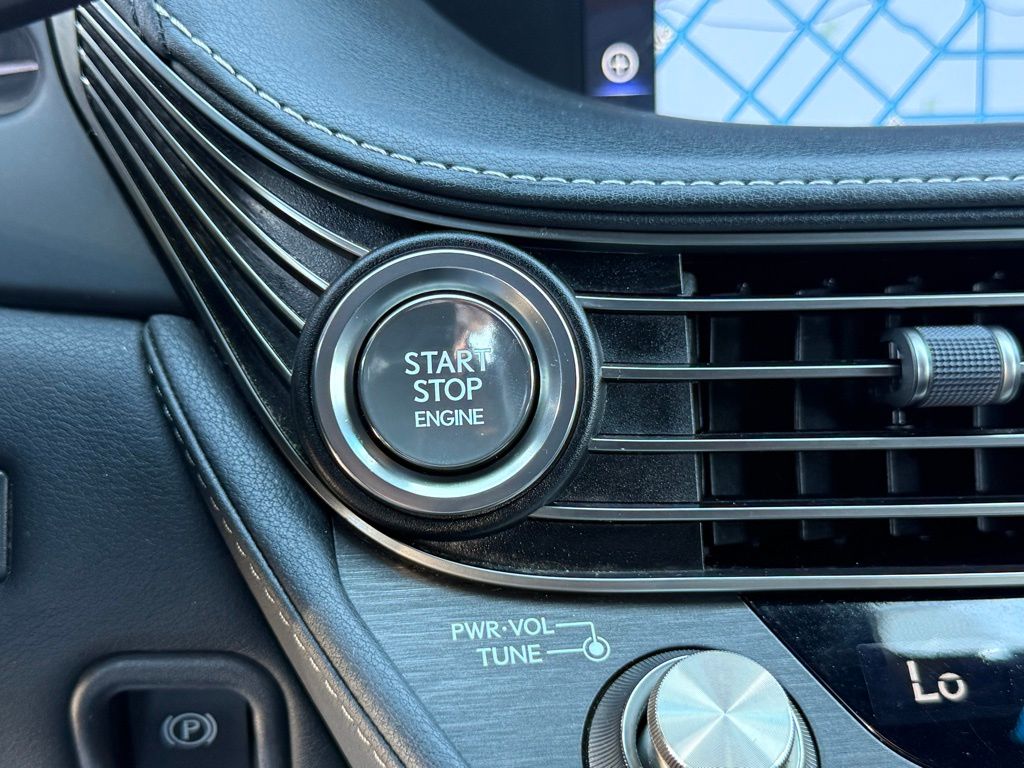 START
STOP
ENGINE
PWR·VOL
TUNE
Lo
P